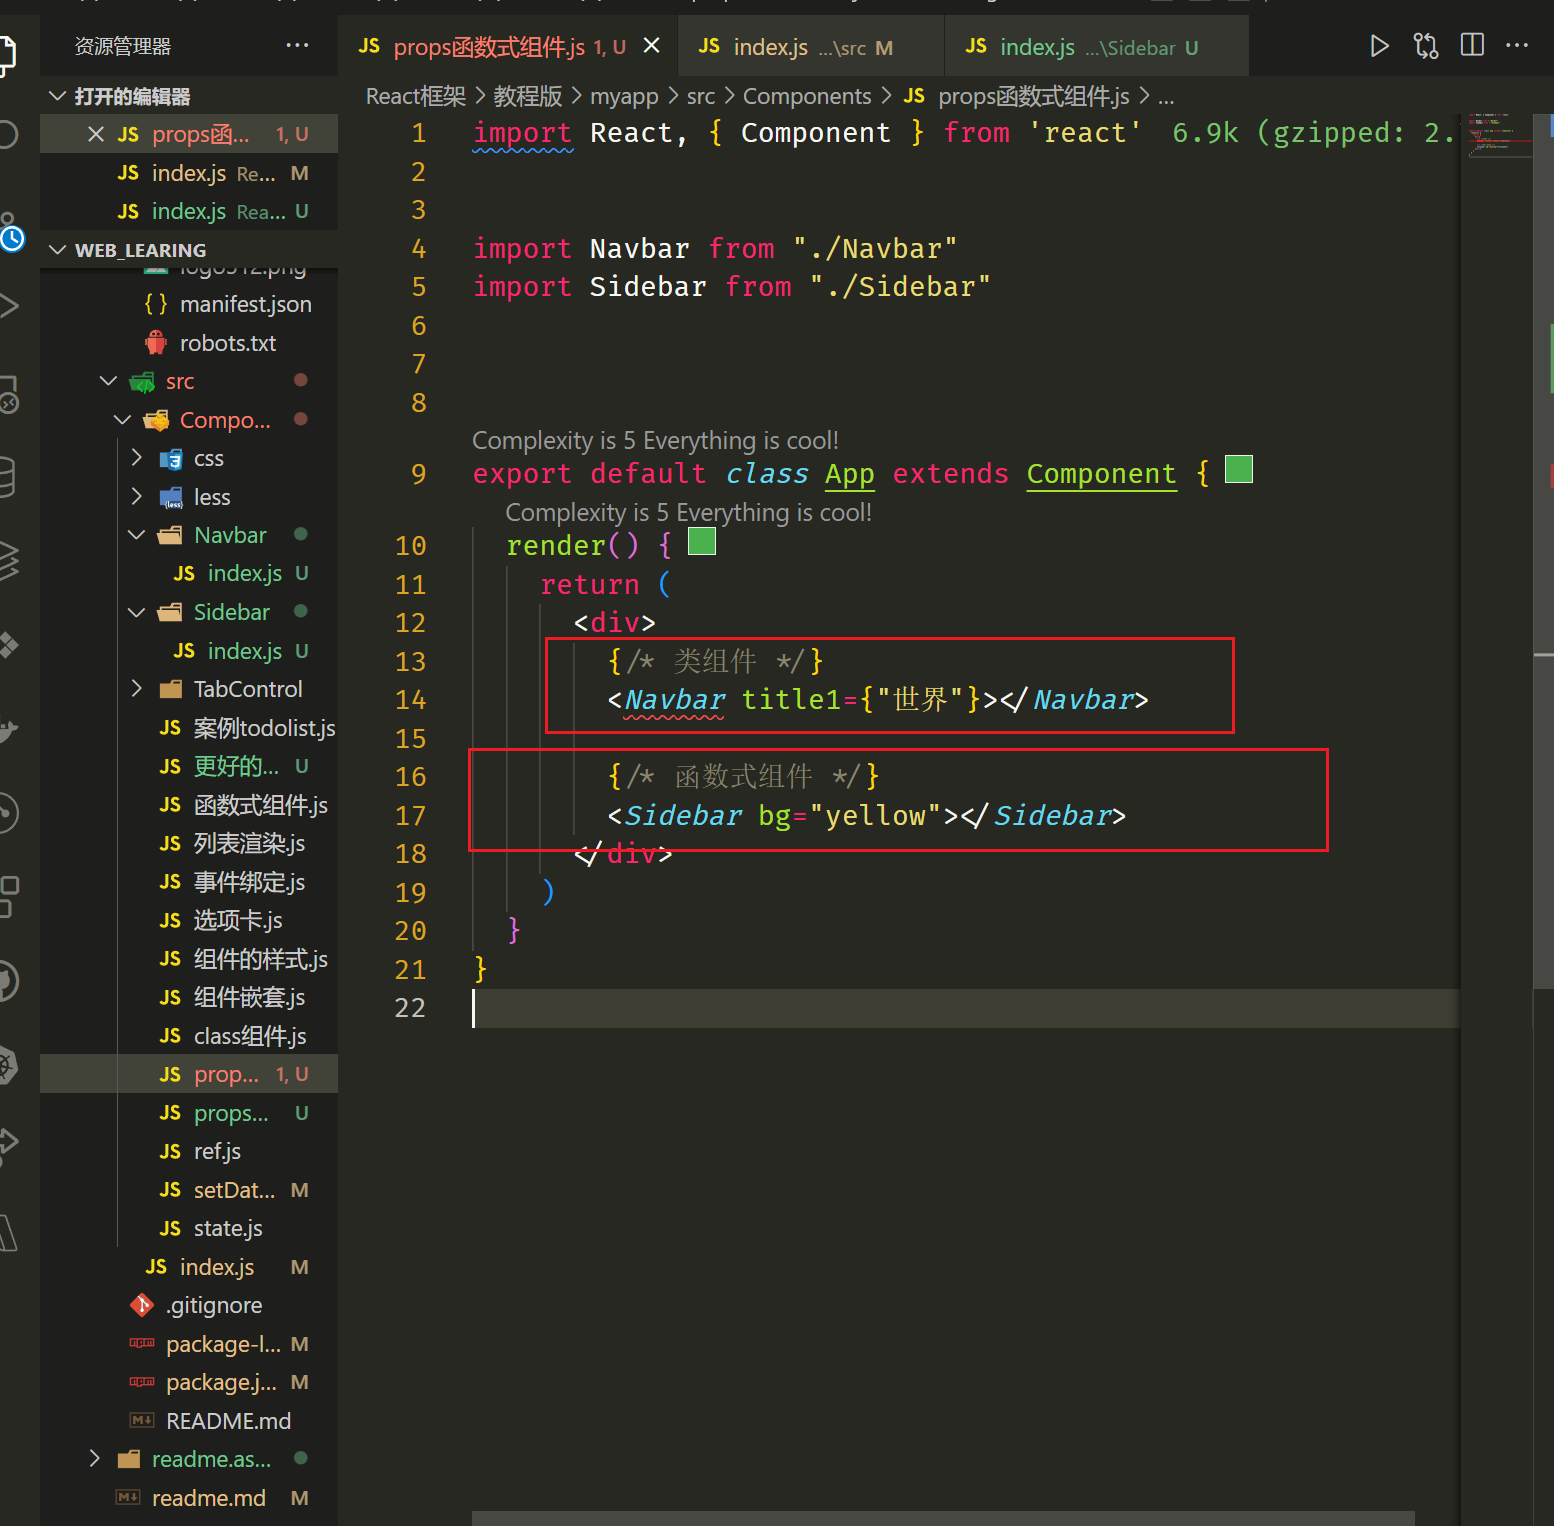 资源管理器 ···
JS props函数式组件.js 1, U ×
JS index.js ...\src M
JS index.js ...\Sidebar U
打开的编辑器
React框架 > 教程版 > myapp > src > Components > JS props函数式组件.js > ...
× JS props函... 1, U
JS index.js Re... M
JS index.js Rea... U
WEB_LEARING
logo512.png
{ } manifest.json
robots.txt
src
Compo...
css
less
Navbar
JS index.js U
Sidebar
JS index.js U
TabControl
JS 案例todolist.js
JS 更好的... U
JS 函数式组件.js
JS 列表渲染.js
JS 事件绑定.js
JS 选项卡.js
JS 组件的样式.js
JS 组件嵌套.js
JS class组件.js
JS prop... 1, U
JS props... U
JS ref.js
JS setDat... M
JS state.js
JS index.js M
.gitignore
package-l... M
package.j... M
README.md
readme.as...
readme.md M
1 import React, { Component } from 'react' 6.9k (gzipped: 2.
2
3
4 import Navbar from "./Navbar"
5 import Sidebar from "./Sidebar"
6
7
8
Complexity is 5 Everything is cool!
9 export default class App extends Component {
Complexity is 5 Everything is cool!
10 render() {
11 return (
12 <div>
13 {/* 类组件 */}
14 <Navbar title1={"世界"}></Navbar>
15
16 {/* 函数式组件 */}
17 <Sidebar bg="yellow"></Sidebar>
18 </div>
19 )
20 }
21 }
22